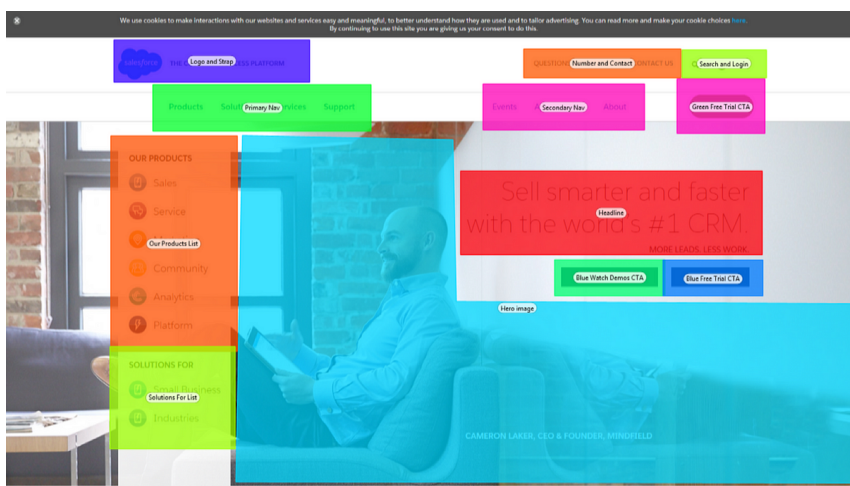 We use cookies to make interactions with our websites and services easy and meaningful, to better understand how they are used and to tailor advertising. You can read more and make your cookie choices here.
By continuing to use this site you are giving us your consent to do this.
salesforce THE Logo and Strap ESS PLATFORM
QUESTIONS Number and Contact CONTACT US
Search and Login
Products Primary Nav Support
Events Secondary Nav About
Green Free Trial CTA
OUR PRODUCTS
Sales
Service
Our Products List
Community
Analytics
Platform
Sell smarter and faster
Headline
with the world's #1 CRM.
MORE LEADS, LESS WORK.
Blue Watch Demos CTA
Blue Free Trial CTA
Hero image
SOLUTIONS FOR
Small Business
Solutions For List
Industries
CAMERON LAKER, CEO & FOUNDER, MINDFIELD